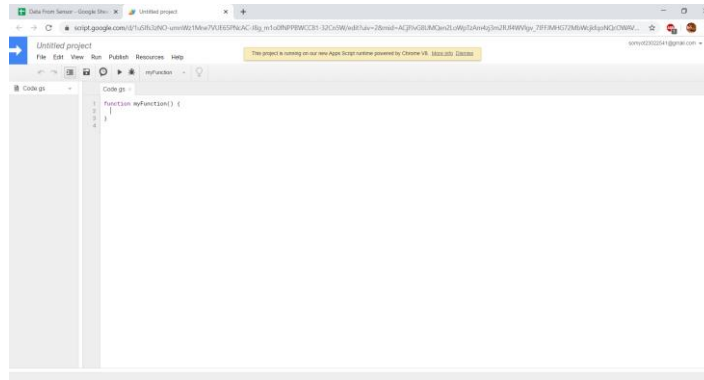 Data From Sensor - Google Shee
Untitled project
Untitled project
File Edit View Run Publish Resources Help
This project is running on our new Apps Script runtime powered by Chrome V8. More info Dismiss
myFunction
Code.gs
Code.gs
1 function myFunction() {
2
3 }
4